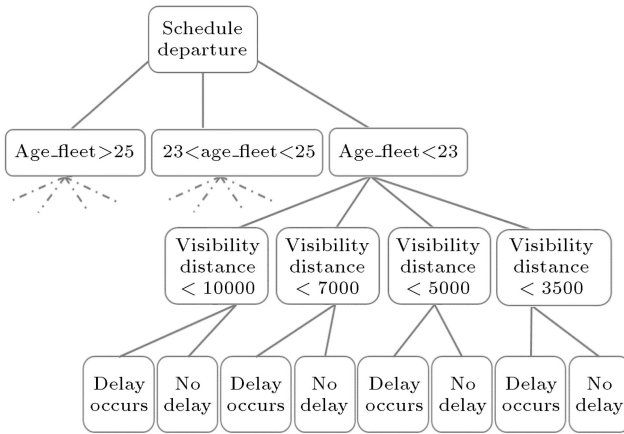 Schedule
departure
Age_fleet>25
23<age_fleet<25
Age_fleet<23
Visibility
distance
< 10000
Visibility
distance
< 7000
Visibility
distance
< 5000
Visibility
distance
< 3500
Delay
occurs
No
delay
Delay
occurs
No
delay
Delay
occurs
No
delay
Delay
occurs
No
delay